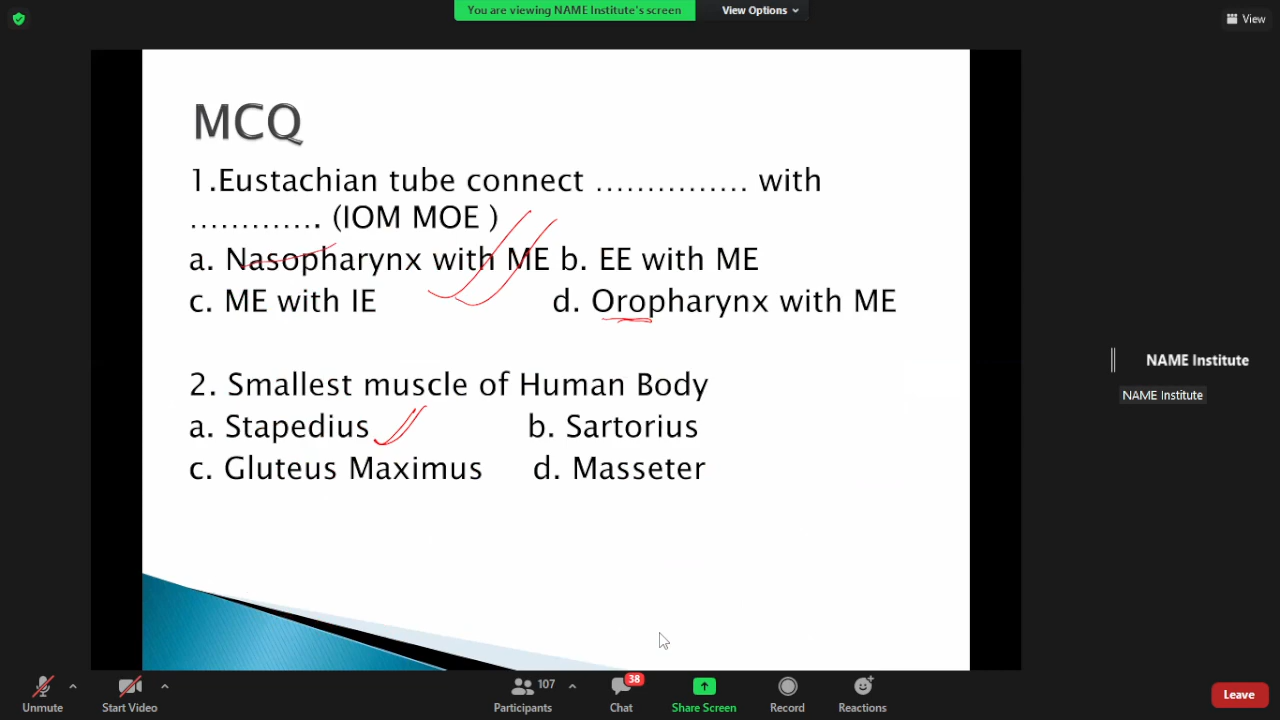 You are viewing NAME Institute's screen
View Options
View
MCQ
1.Eustachian tube connect ............... with
............. (IOM MOE )
a. Nasopharynx with ME b. EE with ME
c. ME with IE d. Oropharynx with ME
2. Smallest muscle of Human Body
a. Stapedius b. Sartorius
c. Gluteus Maximus d. Masseter
NAME Institute
NAME Institute
Unmute
Start Video
107
Participants
38
Chat
Share Screen
Record
Reactions
Leave